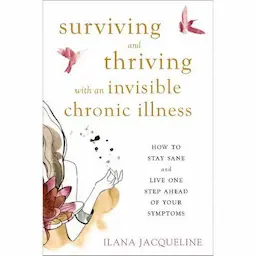 surviving
and
thriving
with an invisible
chronic illness
HOW TO
STAY SANE
and
LIVE ONE
STEP AHEAD
OF YOUR
SYMPTOMS
ILANA JACQUELINE